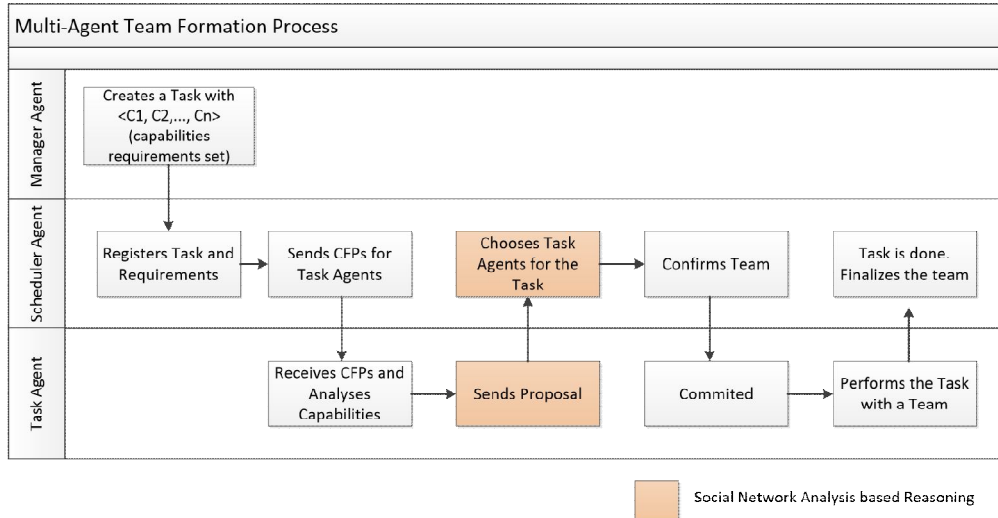 Multi-Agent Team Formation Process
Manager Agent
Creates a Task with
<C1, C2,..., Cn>
(capabilities
requirements set)
Scheduler Agent
Registers Task and
Requirements
Sends CFPs for
Task Agents
Chooses Task
Agents for the
Task
Confirms Team
Task is done.
Finalizes the team
Task Agent
Receives CFPs and
Analyses
Capabilities
Sends Proposal
Commited
Performs the Task
with a Team
Social Network Analysis based Reasoning